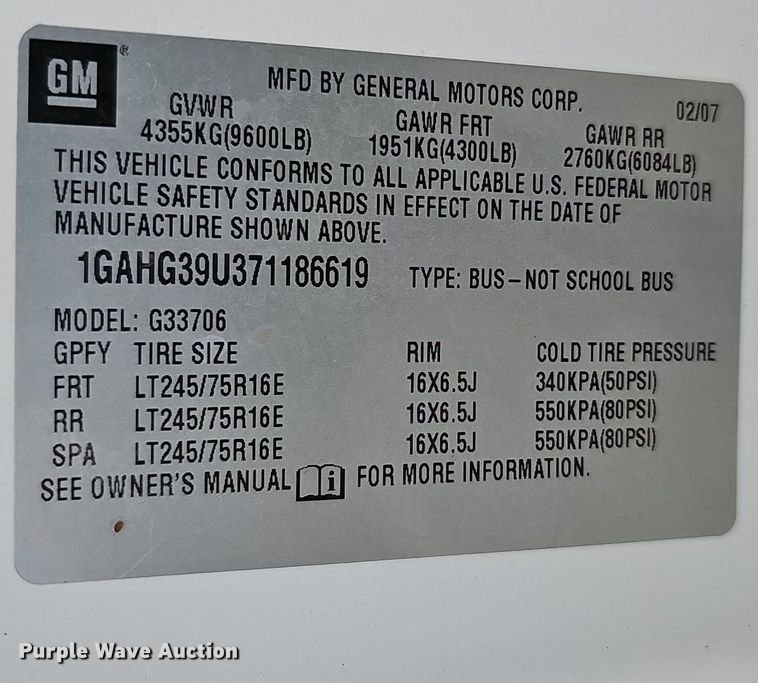 GM
MFD BY GENERAL MOTORS CORP. 02/07
GVWR GAWR FRT GAWR RR
4355KG(9600LB) 1951KG(4300LB) 2760KG(6084LB)
THIS VEHICLE CONFORMS TO ALL APPLICABLE U.S. FEDERAL MOTOR
VEHICLE SAFETY STANDARDS IN EFFECT ON THE DATE OF
MANUFACTURE SHOWN ABOVE.
1GAHG39U371186619 TYPE: BUS-NOT SCHOOL BUS
MODEL: G33706
GPFY TIRE SIZE RIM COLD TIRE PRESSURE
FRT LT245/75R16E 16X6.5J 340KPA(50PSI)
RR LT245/75R16E 16X6.5J 550KPA(80PSI)
SPA LT245/75R16E 16X6.5J 550KPA(80PSI)
SEE OWNER'S MANUAL i FOR MORE INFORMATION.
Purple Wave Auction